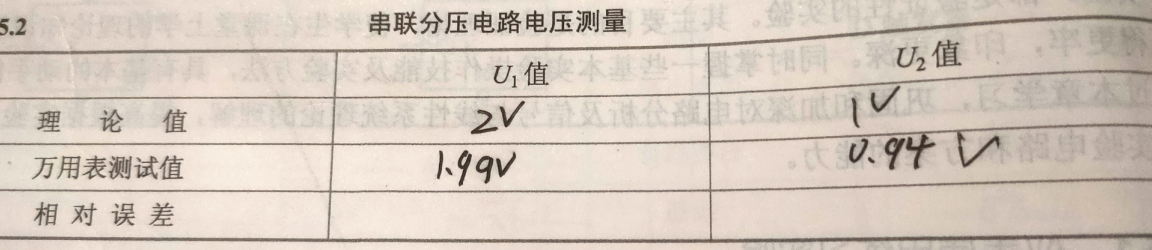 5.2 串联分压电路电压测量
U₁值 U₂值
理论值 2V 1V
万用表测试值 1.99V 0.94 V
相对误差